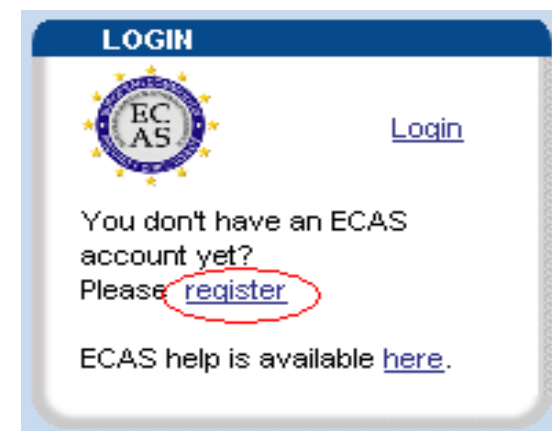 LOGIN
EC
AS
Login
You don't have an ECAS
account yet?
Please register
ECAS help is available here.